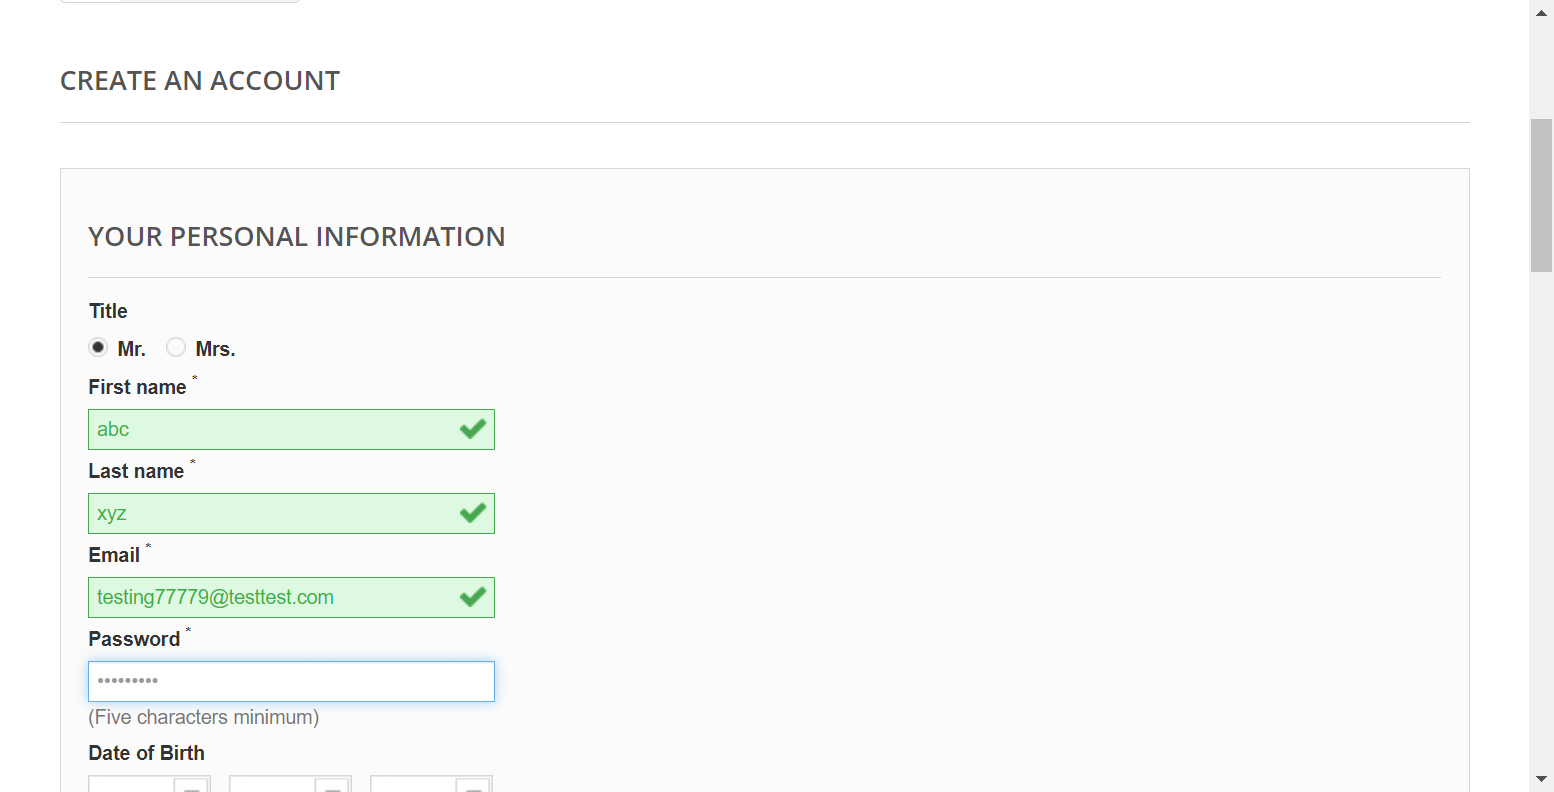 CREATE AN ACCOUNT
YOUR PERSONAL INFORMATION
Title
Mr. Mrs.
First name *
abc
Last name *
xyz
Email *
testing77779@testtest.com
Password *
•••••••••
(Five characters minimum)
Date of Birth